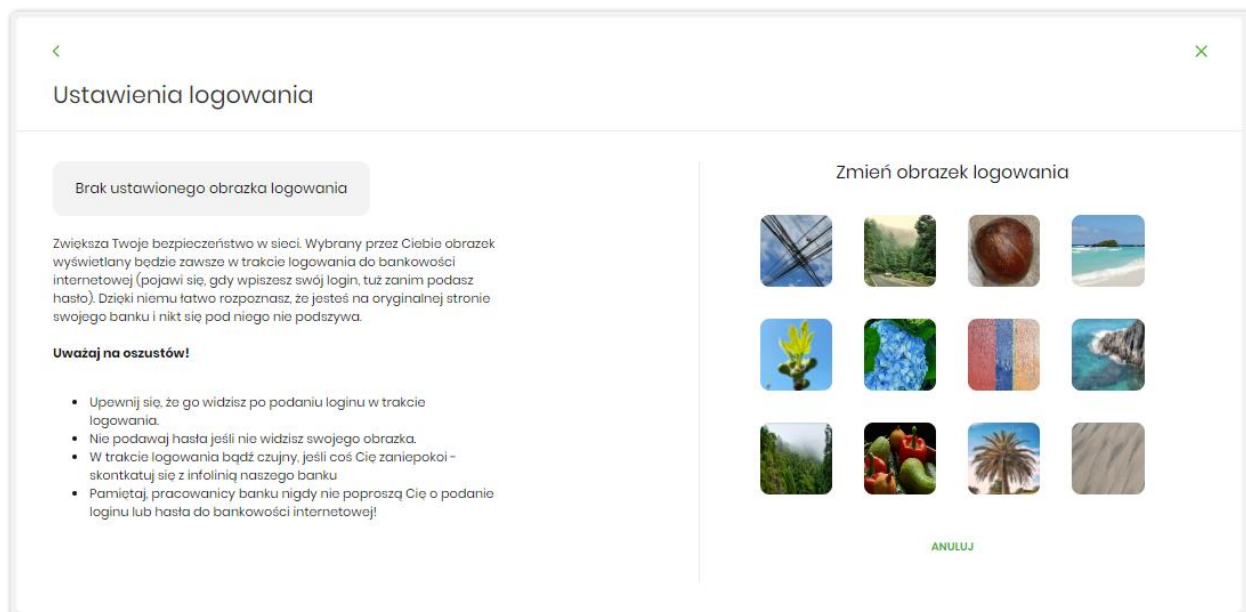 Ustawienia logowania
Brak ustawionego obrazka logowania
Zwiększa Twoje bezpieczeństwo w sieci. Wybrany przez Ciebie obrazek
wyświetlany będzie zawsze w trakcie logowania do bankowości
internetowej (pojawi się, gdy wpiszesz swój login, tuż zanim podasz
hasło). Dzięki niemu łatwo rozpoznasz, że jesteś na oryginalnej stronie
swojego banku i nikt się pod niego nie podszywa.
Uważaj na oszustów!
• Upewnij się, że go widzisz po podaniu loginu w trakcie
logowania.
• Nie podawaj hasła jeśli nie widzisz swojego obrazka.
• W trakcie logowania bądź czujny, jeśli coś Cię zaniepokoi -
skontkatuj się z infolinią naszego banku
• Pamiętaj, pracowanicy banku nigdy nie poproszą Cię o podanie
loginu lub hasła do bankowości internetowej!
Zmień obrazek logowania
ANULUJ